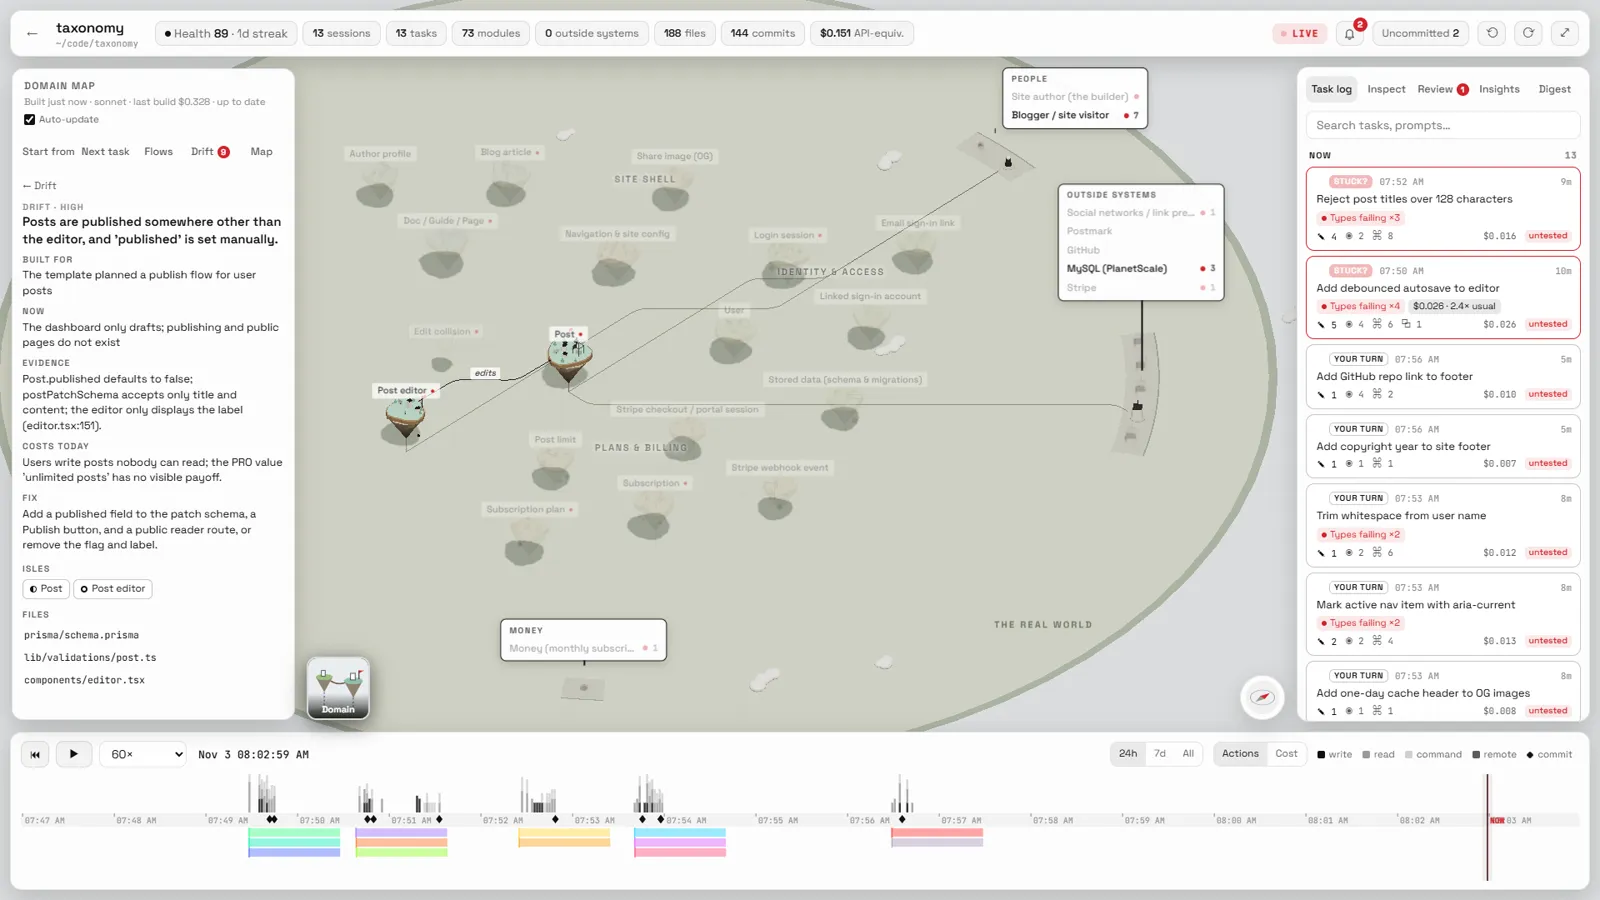 ←
taxonomy
~/code/taxonomy
Health 89 · 1d streak
13 sessions
13 tasks
73 modules
0 outside systems
188 files
144 commits
$0.151 API-equiv.
LIVE
2
Uncommitted 2
DOMAIN MAP
Built just now · sonnet · last build $0.328 · up to date
Auto-update
Start from
Next task
Flows
Drift 9
Map
← Drift
DRIFT · HIGH
Posts are published somewhere other than
the editor, and 'published' is set manually.
BUILT FOR
The template planned a publish flow for user
posts
NOW
The dashboard only drafts; publishing and public
pages do not exist
EVIDENCE
Post.published defaults to false;
postPatchSchema accepts only title and
content; the editor only displays the label
(editor.tsx:151).
COSTS TODAY
Users write posts nobody can read; the PRO value
'unlimited posts' has no visible payoff.
FIX
Add a published field to the patch schema, a
Publish button, and a public reader route, or
remove the flag and label.
ISLES
Post
Post editor
FILES
prisma/schema.prisma
lib/validations/post.ts
components/editor.tsx
PEOPLE
Site author (the builder)
Blogger / site visitor 7
Author profile
Blog article
Share image (OG)
SITE SHELL
OUTSIDE SYSTEMS
Social networks / link pre... 1
Postmark
GitHub
MySQL (PlanetScale) 3
Stripe 1
Doc / Guide / Page
Navigation & site config
Login session
Email sign-in link
IDENTITY & ACCESS
Linked sign-in account
User
Edit collision
Post
edits
Post editor
Stored data (schema & migrations)
Stripe checkout / portal session
Post limit
PLANS & BILLING
Stripe webhook event
Subscription
Subscription plan
MONEY
Money (monthly subscri... 1
THE REAL WORLD
Domain
Task log
Inspect
Review 1
Insights
Digest
Search tasks, prompts...
NOW 13
STUCK? 07:52 AM 9m
Reject post titles over 128 characters
Types failing ×3
4 2 8 $0.016 untested
STUCK? 07:50 AM 10m
Add debounced autosave to editor
Types failing ×4 $0.026 · 2.4× usual
5 4 6 1 $0.026 untested
YOUR TURN 07:56 AM 5m
Add GitHub repo link to footer
1 4 2 $0.010 untested
YOUR TURN 07:56 AM 5m
Add copyright year to site footer
1 1 1 $0.007 untested
YOUR TURN 07:53 AM 8m
Trim whitespace from user name
Types failing ×2
1 2 6 $0.012 untested
YOUR TURN 07:53 AM 8m
Mark active nav item with aria-current
Types failing ×2
2 2 4 $0.013 untested
YOUR TURN 07:53 AM 8m
Add one-day cache header to OG images
1 1 1 $0.008 untested
60×
Nov 3 08:02:59 AM
24h
7d
All
Actions
Cost
write
read
command
remote
commit
07:47 AM
07:48 AM
07:49 AM
07:50 AM
07:51 AM
07:52 AM
07:53 AM
07:54 AM
07:55 AM
07:56 AM
07:57 AM
07:58 AM
07:59 AM
08:00 AM
08:01 AM
08:02 AM
NOW
03 AM